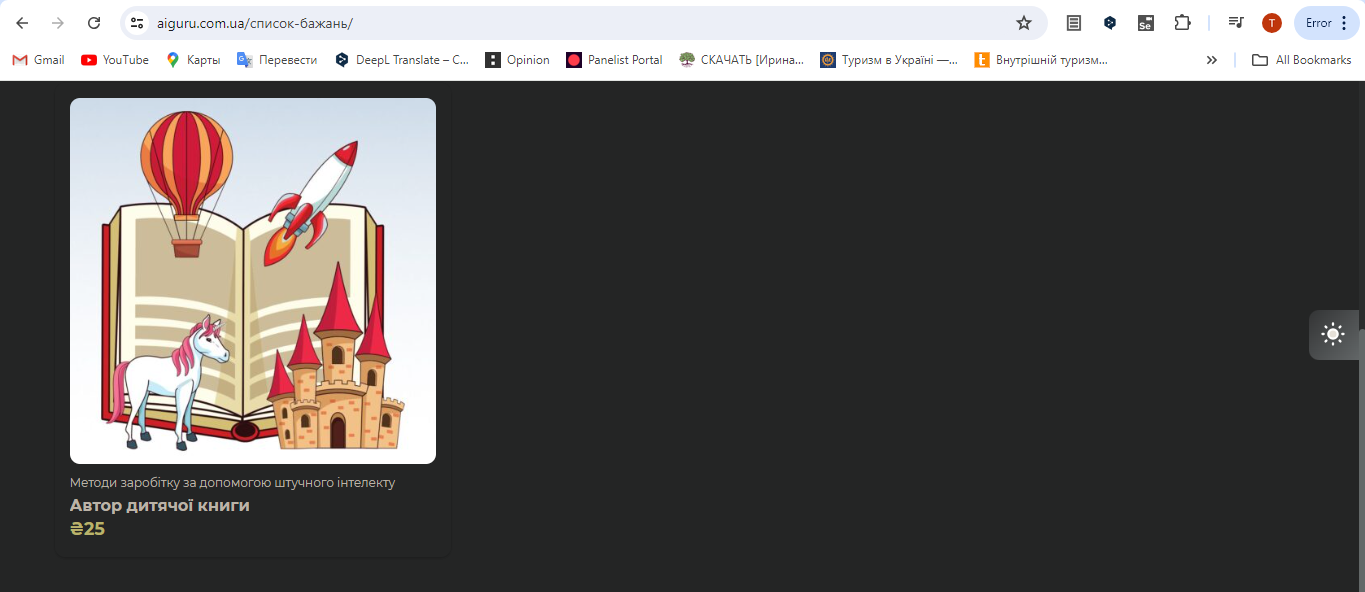 aiguru.com.ua/список-бажань/
T
Error
Gmail
YouTube
Карты
Перевести
DeepL Translate – C...
Opinion
Panelist Portal
СКАЧАТЬ [Ирина...
Туризм в Україні —...
Внутрішній туризм...
All Bookmarks
Методи заробітку за допомогою штучного інтелекту
Автор дитячої книги
₴25